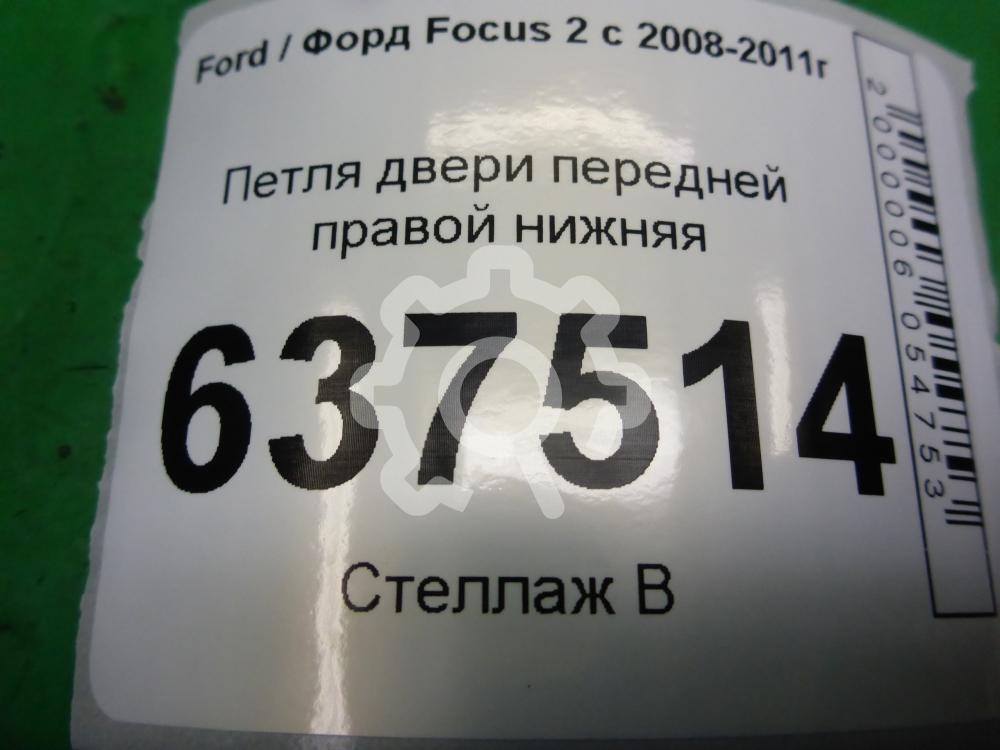 Ford / Форд Focus 2 с 2008-2011г
Петля двери передней
правой нижняя
637514
Стеллаж В
2000006054753